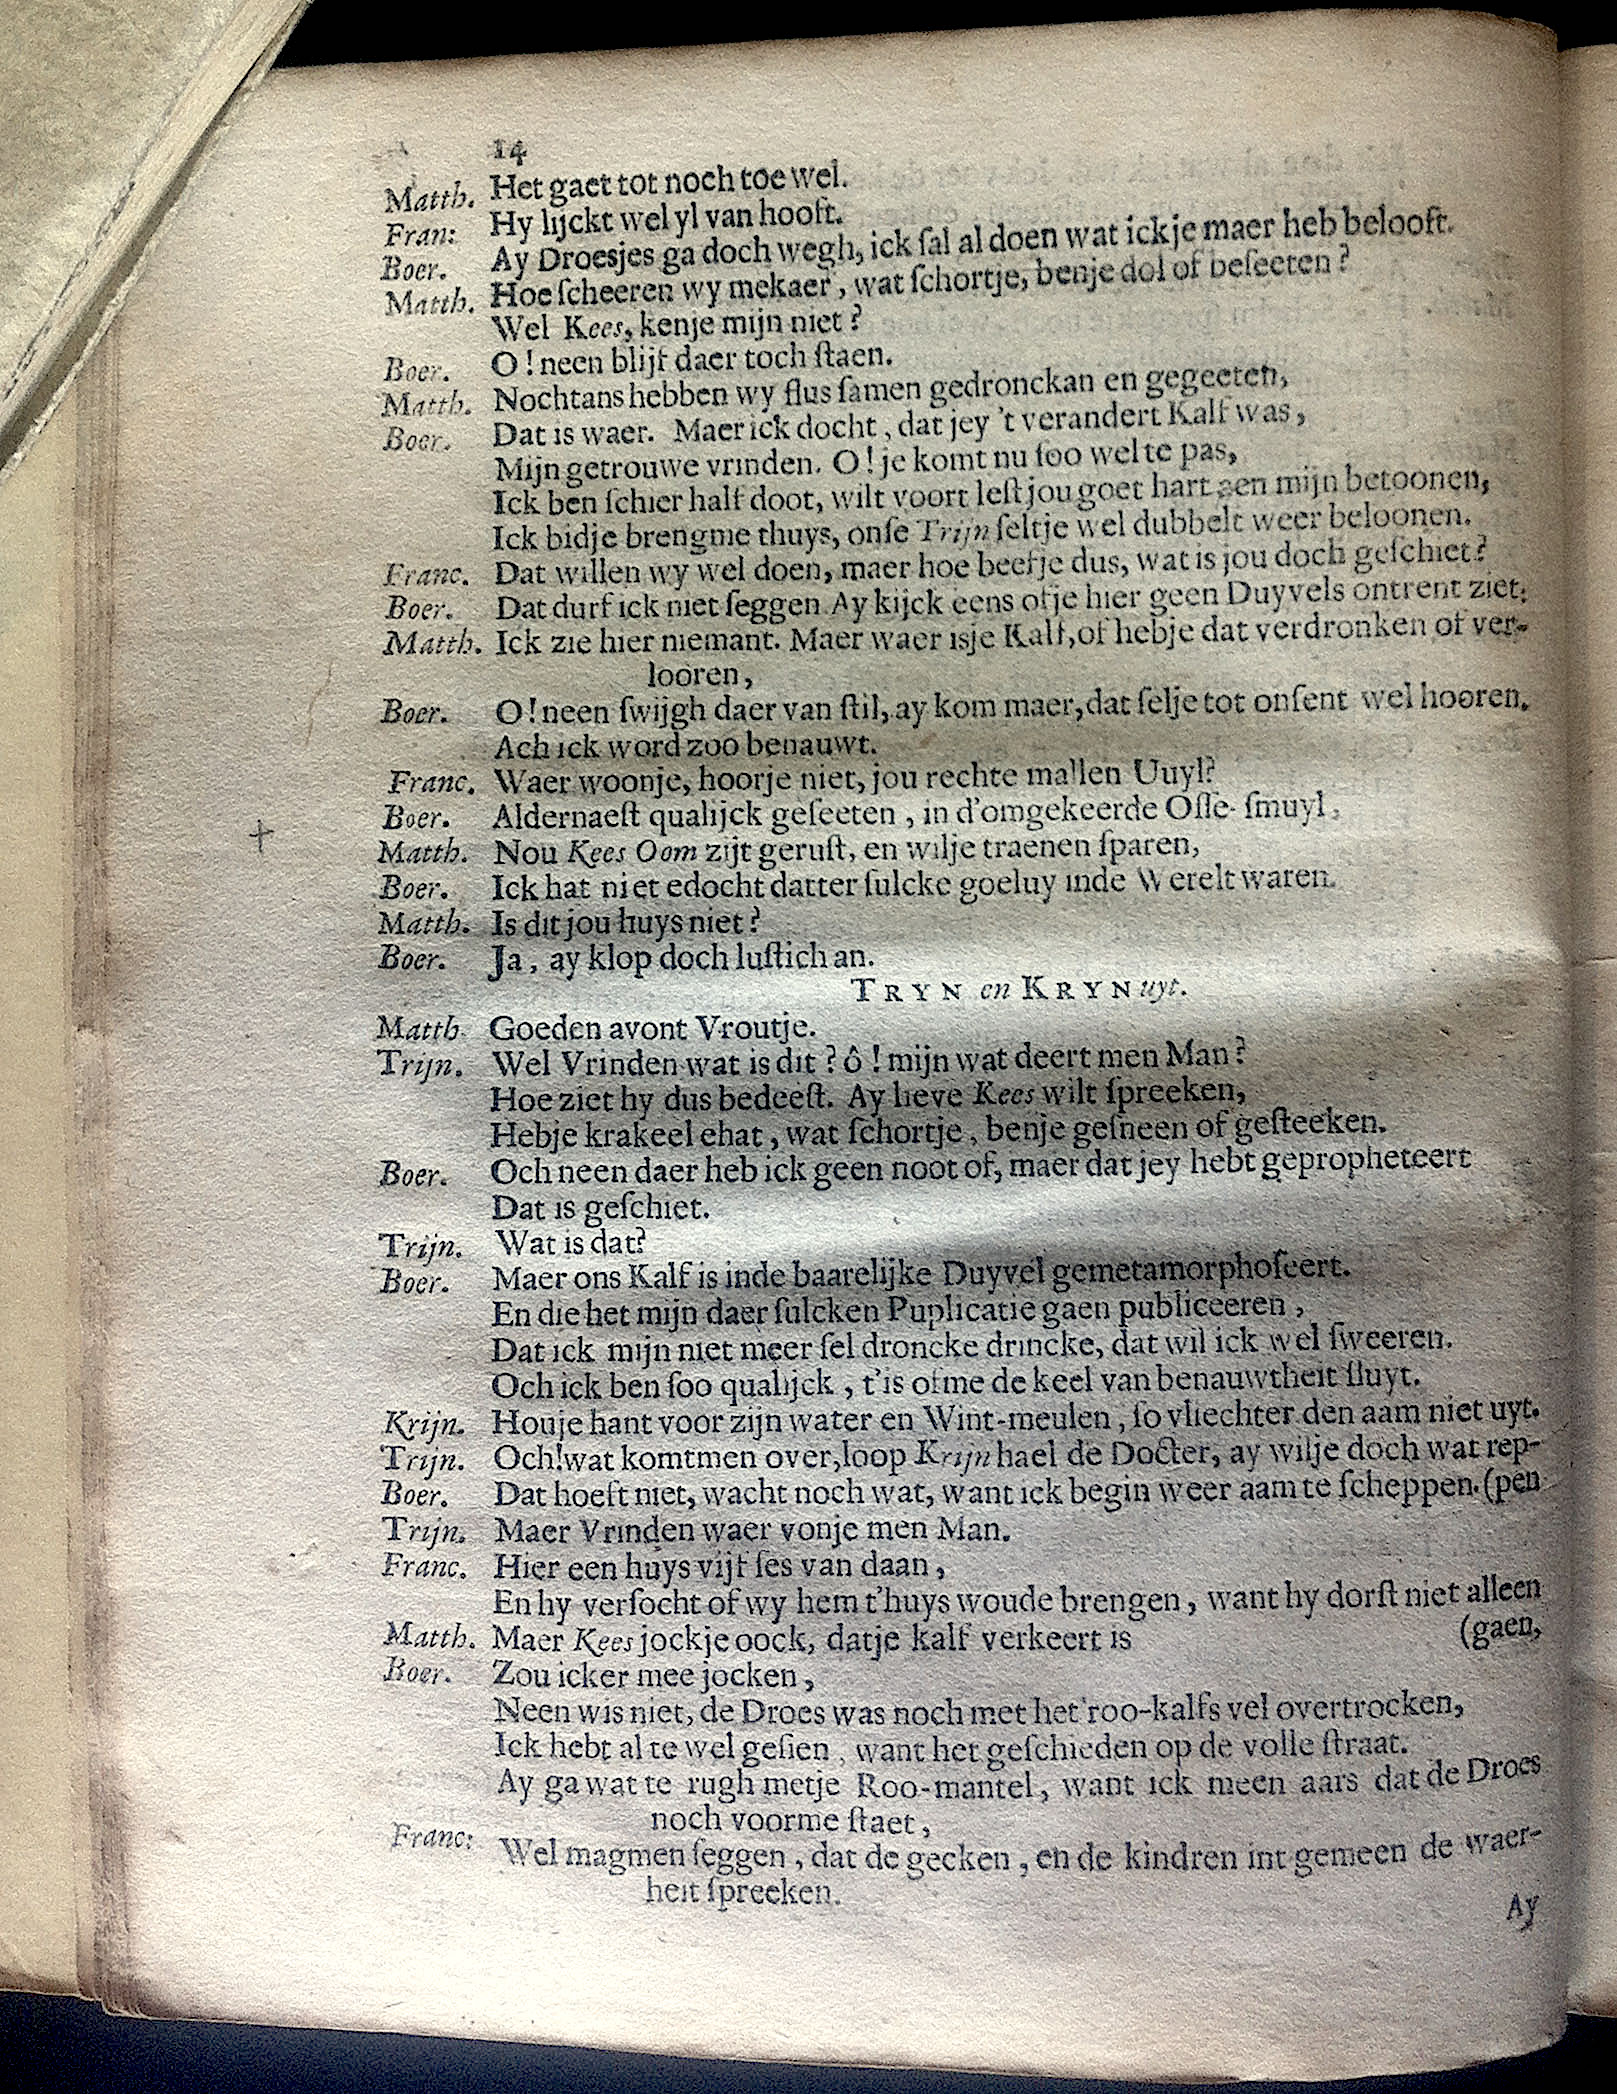 14
Matth. Het gaet tot noch toe wel.
Fran: Hy lijckt wel yl van hooft.
Boer. Ay Droesjes ga doch wegh, ick ſal al doen wat ickje maer heb belooft.
Matth. Hoe ſcheeren wy mekaer, wat ſchortje, benje dol of beſeeten?
Wel Kees, kenje mijn niet?
Boer. O! neen blijf daer toch ſtaen.
Matth. Nochtans hebben wy flus ſamen gedronckan en gegeeten,
Boer. Dat is waer. Maer ick docht, dat jey 't verandert Kalf was,
Mijn getrouwe vrinden. O! je komt nu ſoo wel te pas,
Ick ben ſchier half doot, wilt voort leſt jou goet hart aen mijn betoonen,
Ick bidje brengme thuys, onſe Trijn ſeltje wel dubbelt weer beloonen.
Franc. Dat willen wy wel doen, maer hoe beefje dus, wat is jou doch geſchiet?
Boer. Dat durf ick niet ſeggen. Ay kijck eens ofje hier geen Duyvels ontrent ziet.
Matth. Ick zie hier niemant. Maer waer isje Kalf, of hebje dat verdronken of ver-
looren,
Boer. O! neen ſwijgh daer van ſtil, ay kom maer, dat ſelje tot onſent wel hooren.
Ach ick word zoo benauwt.
Franc. Waer woonje, hoorje niet, jou rechte mallen Uuyl?
Boer. Aldernaeſt qualijck geſeeten, in d'omgekeerde Oſſe- ſmuyl.
Matth. Nou Kees Oom zijt geruſt, en wilje traenen ſparen,
Boer. Ick hat niet edocht datter ſulcke goeluy inde Werelt waren.
Matth. Is dit jou huys niet?
Boer. Ja, ay klop doch luſtich an.
TRYN en KRYN uyt.
Matth. Goeden avont Vroutje.
Trijn. Wel Vrinden wat is dit? ô! mijn wat deert men Man?
Hoe ziet hy dus bedeeſt. Ay lieve Kees wilt ſpreeken,
Hebje krakeel ehat, wat ſchortje, benje geſneen of geſteeken.
Boer. Och neen daer heb ick geen noot of, maer dat jey hebt gepropheteert
Dat is geſchiet.
Trijn. Wat is dat?
Boer. Maer ons Kalf is inde baarelijke Duyvel gemetamorphoſeert.
En die het mijn daer ſulcken Puplicatie gaen publiceeren,
Dat ick mijn niet meer ſel droncke drincke, dat wil ick wel ſweeren.
Och ick ben ſoo qualijck, t'is ofme de keel van benauwtheit ſluyt.
Krijn. Houje hant voor zijn water en Wint-meulen, ſo vliechter den aam niet uyt.
Trijn. Och! wat komtmen over, loop Krijn hael de Docter, ay wilje doch wat rep-
Boer. Dat hoeft niet, wacht noch wat, want ick begin weer aam te ſcheppen. (pen
Trijn. Maer Vrinden waer vonje men Man.
Franc. Hier een huys vijf ſes van daan,
En hy verſocht of wy hem t'huys woude brengen, want hy dorſt niet alleen
Matth. Maer Kees jockje oock, datje kalf verkeert is (gaen,
Boer. Zou icker mee jocken,
Neen wis niet, de Droes was noch met het roo-kalfs vel overtrocken,
Ick hebt al te wel geſien, want het geſchieden op de volle ſtraat.
Ay ga wat te rugh metje Roo-mantel, want ick meen aars dat de Droes
noch voorme ſtaet,
Franc: Wel magmen ſeggen, dat de gecken, en de kindren int gemeen de waer-
heit ſpreeken.
Ay